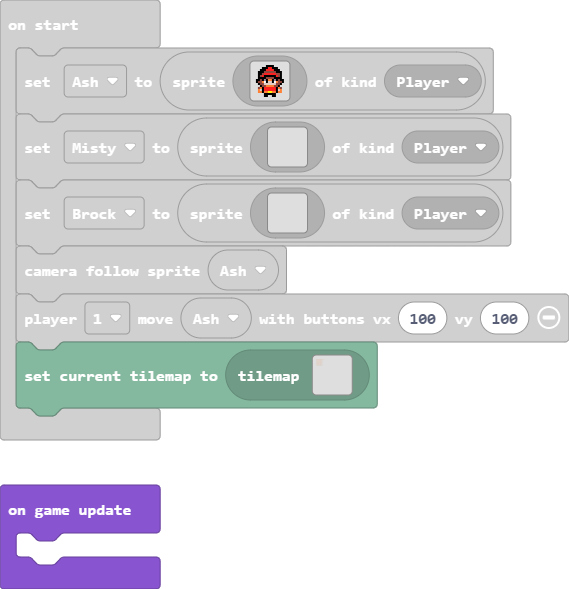 on start
set Ash to sprite of kind Player
set Misty to sprite of kind Player
set Brock to sprite of kind Player
camera follow sprite Ash
player 1 move Ash with buttons vx 100 vy 100
set current tilemap to tilemap
on game update